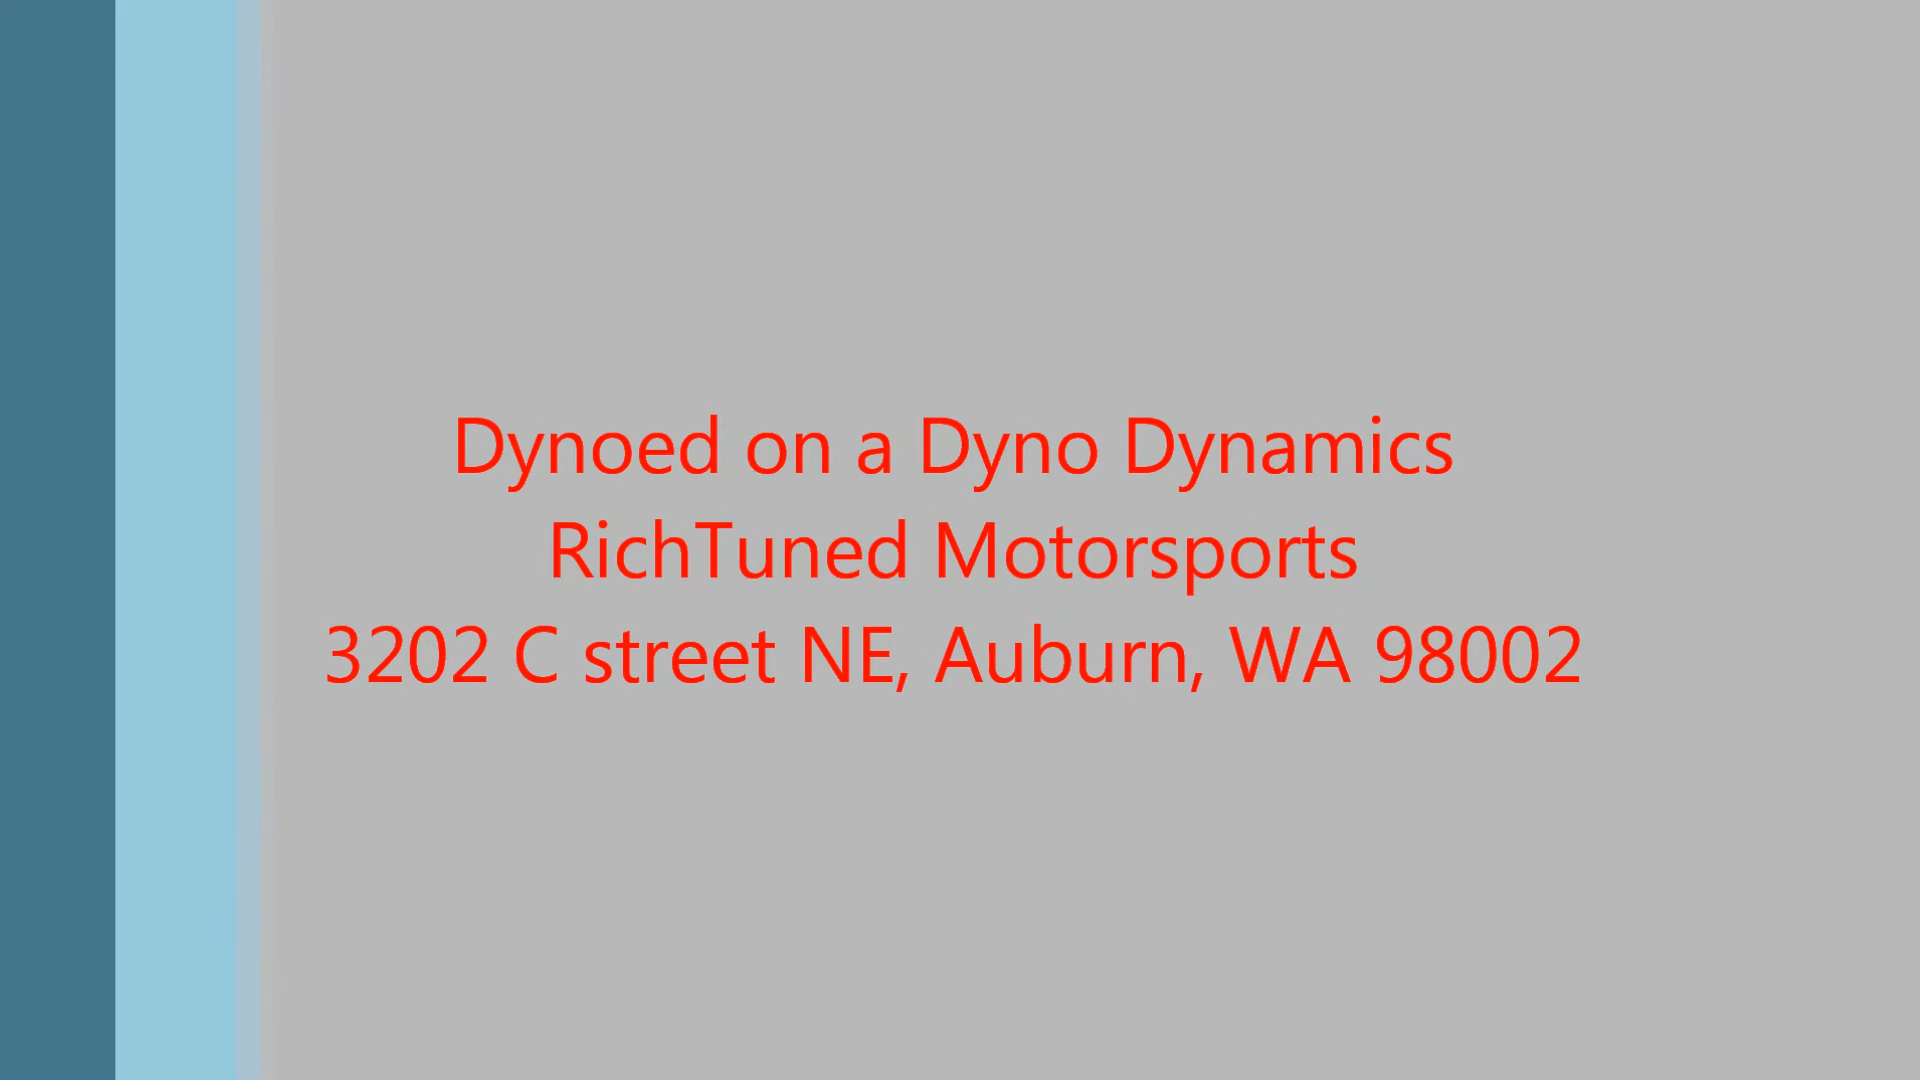 Dynoed on a Dyno Dynamics
RichTuned Motorsports
3202 C street NE, Auburn, WA 98002